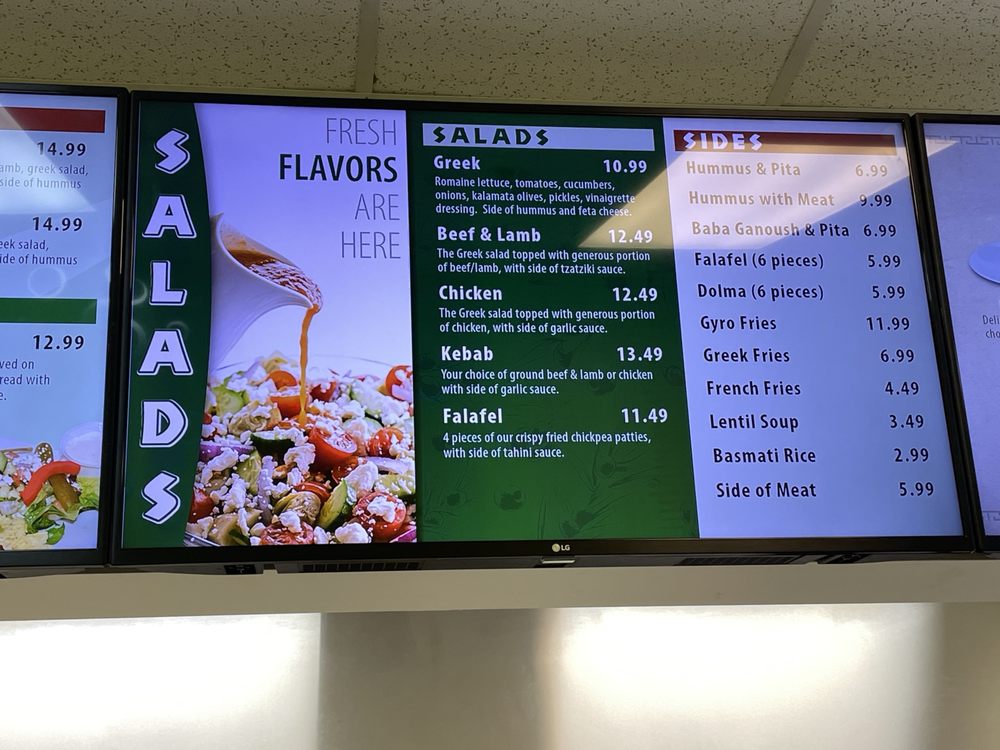 14.99
amb, greek salad,
side of hummus
14.99
eek salad,
ide of hummus
12.99
ved on
read with
e.
SALADS
FRESH
FLAVORS
ARE
HERE
SALADS
Greek 10.99
Romaine lettuce, tomatoes, cucumbers,
onions, kalamata olives, pickles, vinaigrette
dressing. Side of hummus and feta cheese.
Beef & Lamb 12.49
The Greek salad topped with generous portion
of beef/lamb, with side of tzatziki sauce.
Chicken 12.49
The Greek salad topped with generous portion
of chicken, with side of garlic sauce.
Kebab 13.49
Your choice of ground beef & lamb or chicken
with side of garlic sauce.
Falafel 11.49
4 pieces of our crispy fried chickpea patties,
with side of tahini sauce.
SIDES
Hummus & Pita 6.99
Hummus with Meat 9.99
Baba Ganoush & Pita 6.99
Falafel (6 pieces) 5.99
Dolma (6 pieces) 5.99
Gyro Fries 11.99
Greek Fries 6.99
French Fries 4.49
Lentil Soup 3.49
Basmati Rice 2.99
Side of Meat 5.99
Deli
cho
LG